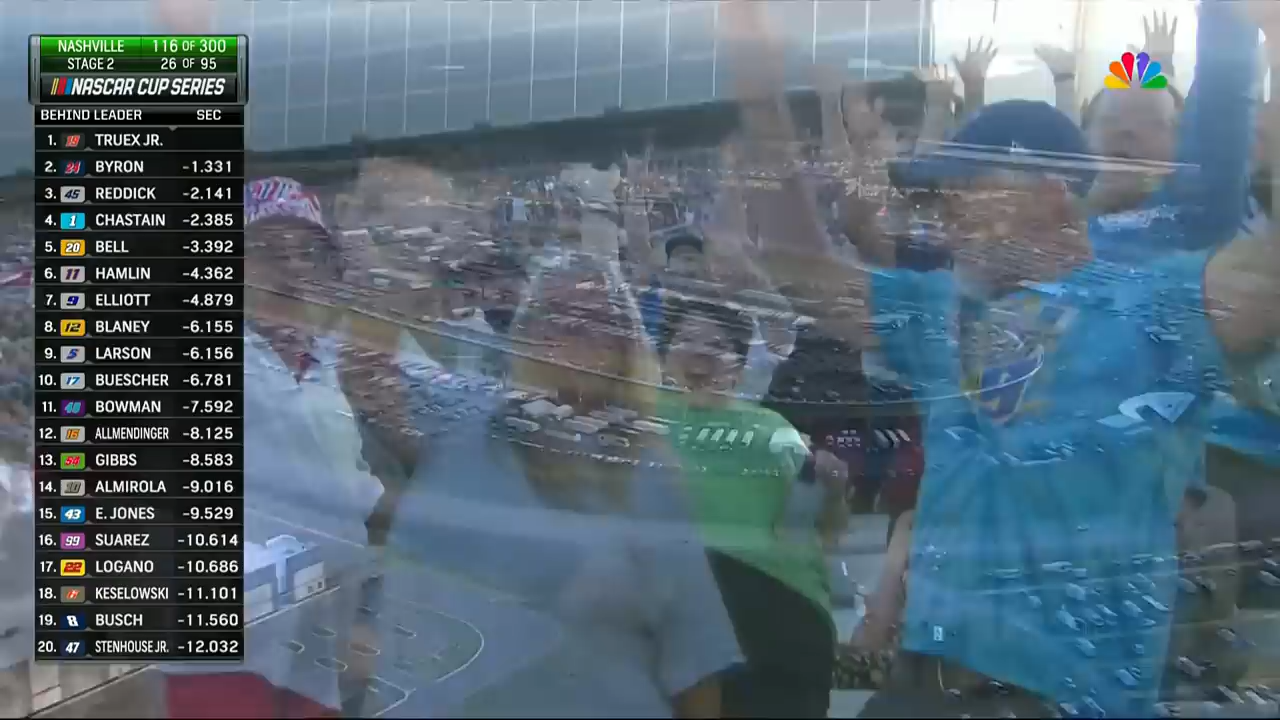 NASHVILLE 116 OF 300
STAGE 2 26 OF 95
NASCAR CUP SERIES
BEHIND LEADER SEC
1. 19 TRUEX JR.
2. 24 BYRON -1.331
3. 45 REDDICK -2.141
4. 1 CHASTAIN -2.385
5. 20 BELL -3.392
6. 11 HAMLIN -4.362
7. 9 ELLIOTT -4.879
8. 12 BLANEY -6.155
9. 5 LARSON -6.156
10. 17 BUESCHER -6.781
11. 48 BOWMAN -7.592
12. 16 ALLMENDINGER -8.125
13. 54 GIBBS -8.583
14. 10 ALMIROLA -9.016
15. 43 E. JONES -9.529
16. 99 SUAREZ -10.614
17. 22 LOGANO -10.686
18. 6 KESELOWSKI -11.101
19. 8 BUSCH -11.560
20. 47 STENHOUSE JR. -12.032